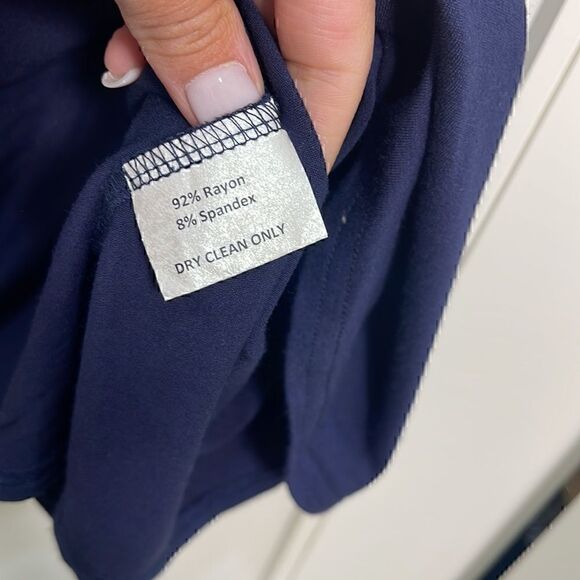 92% Rayon
8% Spandex
DRY CLEAN ONLY